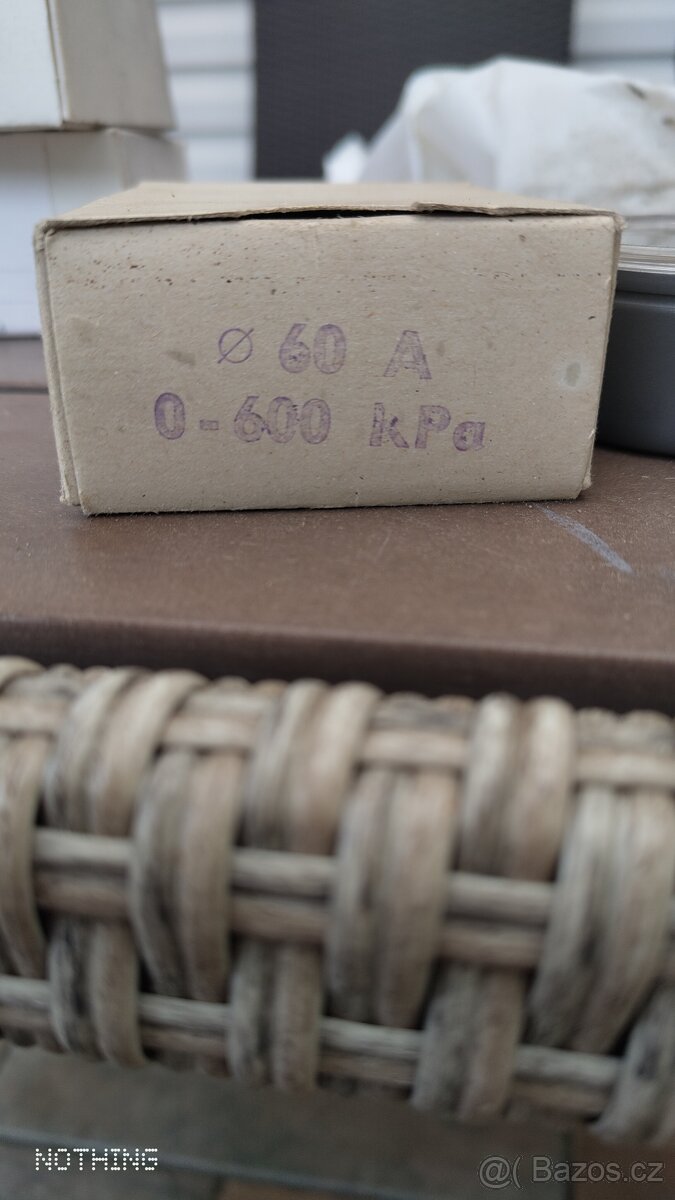 ⌀ 60 A
0-600 kPa
NOTHING
@( Bazos.cz